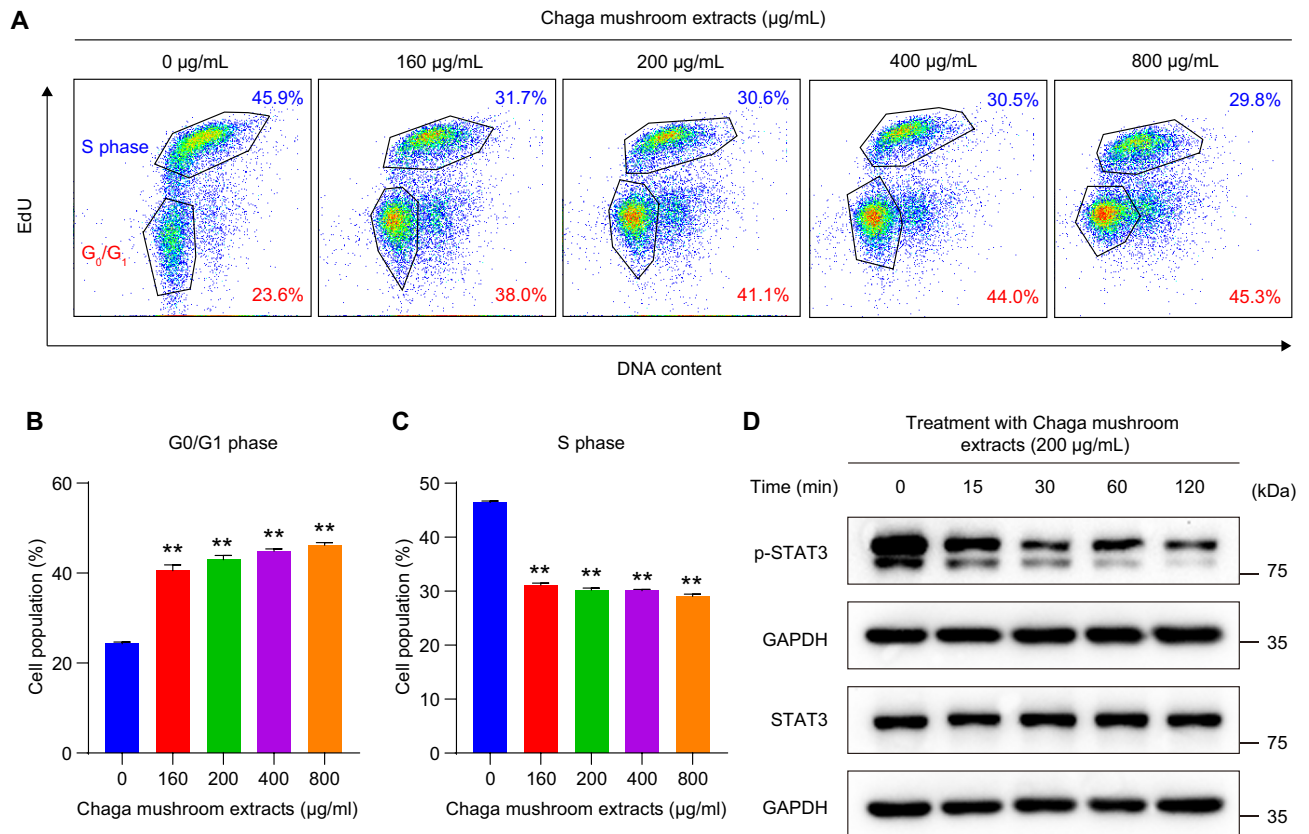 A
Chaga mushroom extracts (µg/mL)
0 µg/mL 160 µg/mL 200 µg/mL 400 µg/mL 800 µg/mL
45.9% 31.7% 30.6% 30.5% 29.8%
S phase
EdU
G₀/G₁
23.6% 38.0% 41.1% 44.0% 45.3%
DNA content
B
G0/G1 phase
Cell population (%)
60
40
20
0
** ** ** **
0 160 200 400 800
Chaga mushroom extracts (µg/ml)
C
S phase
Cell population (%)
50
40
30
20
10
0
** ** ** **
0 160 200 400 800
Chaga mushroom extracts (µg/ml)
D
Treatment with Chaga mushroom
extracts (200 µg/mL)
Time (min) 0 15 30 60 120 (kDa)
p-STAT3
75
GAPDH
35
STAT3
75
GAPDH
35